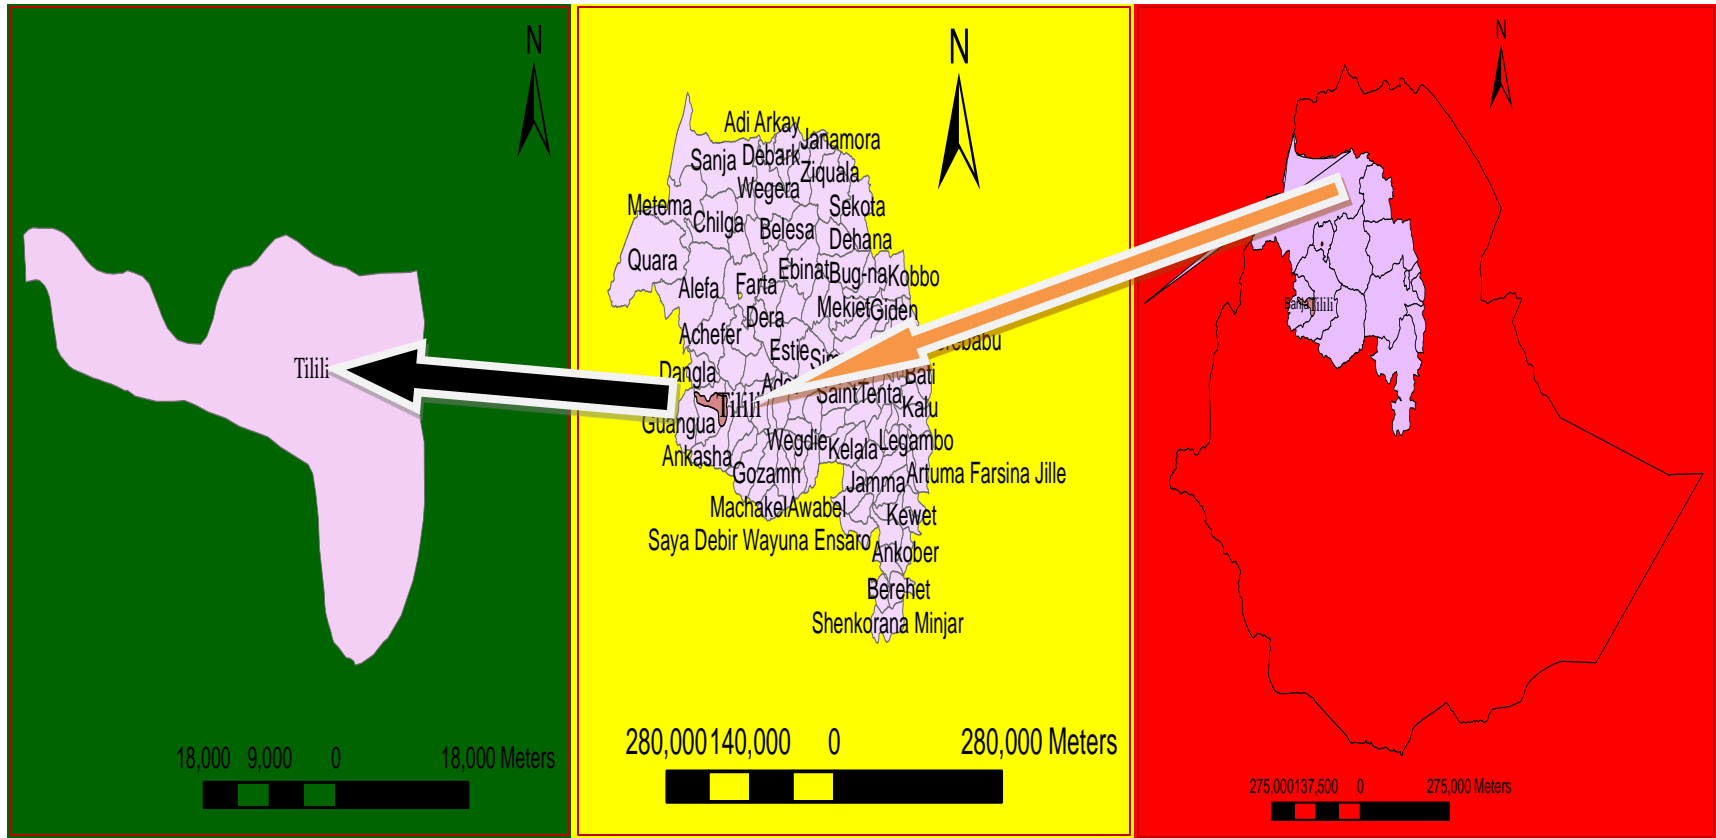 N
Tilili
18,000 9,000 0 18,000 Meters
N
Adi Arkay
Janamora
Sanja Debark
Ziquala
Wegera
Metema
Sekota
Chilga
Belesa
Dehana
Quara
Ebinat Bug-na Kobbo
Alefa Farta
Mekiet Giden
Dera
Achefer
Estie
Dangla
Bati
Saint Tenta
Tilili
Kalu
Guangua
Wegdie Kelala Legambo
Ankasha
Gozamn
Jamma Artuma Farsina Jille
Machakel Awabel
Kewet
Saya Debir Wayuna Ensaro
Ankober
Berehet
Shenkorana Minjar
280,000 140,000 0 280,000 Meters
N
Banja Tilili
275,000 137,500 0 275,000 Meters